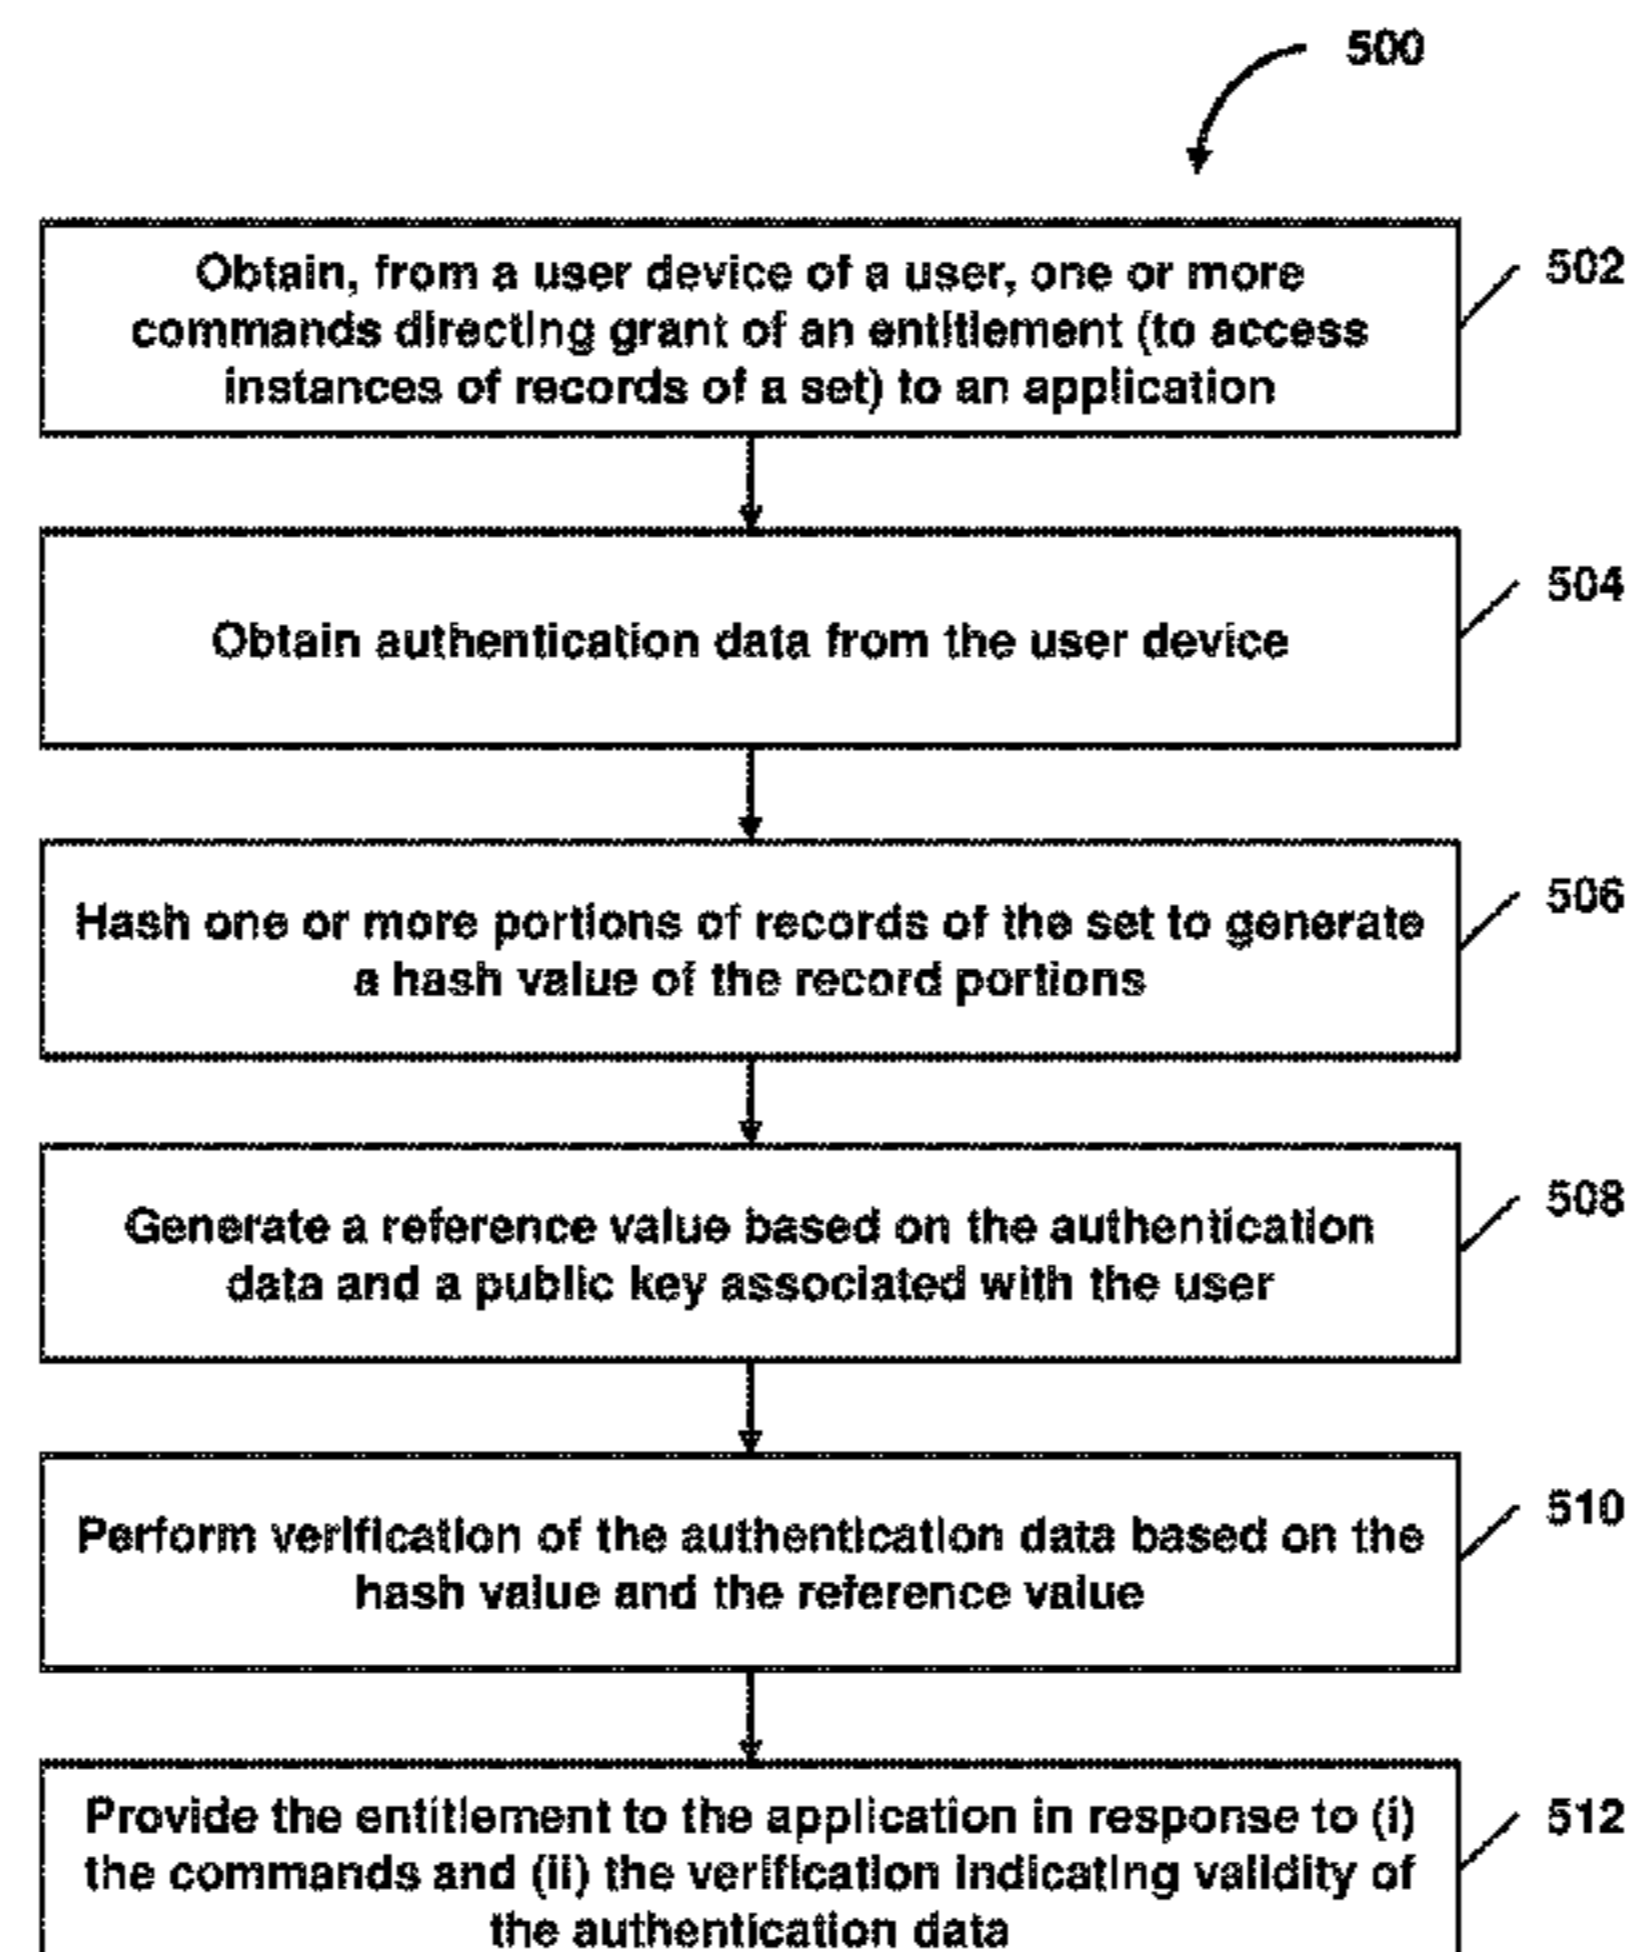 500
Obtain, from a user device of a user, one or more
commands directing grant of an entitlement (to access
instances of records of a set) to an application
502
Obtain authentication data from the user device
504
Hash one or more portions of records of the set to generate
a hash value of the record portions
506
Generate a reference value based on the authentication
data and a public key associated with the user
508
Perform verification of the authentication data based on the
hash value and the reference value
510
Provide the entitlement to the application in response to (i)
the commands and (ii) the verification indicating validity of
the authentication data
512